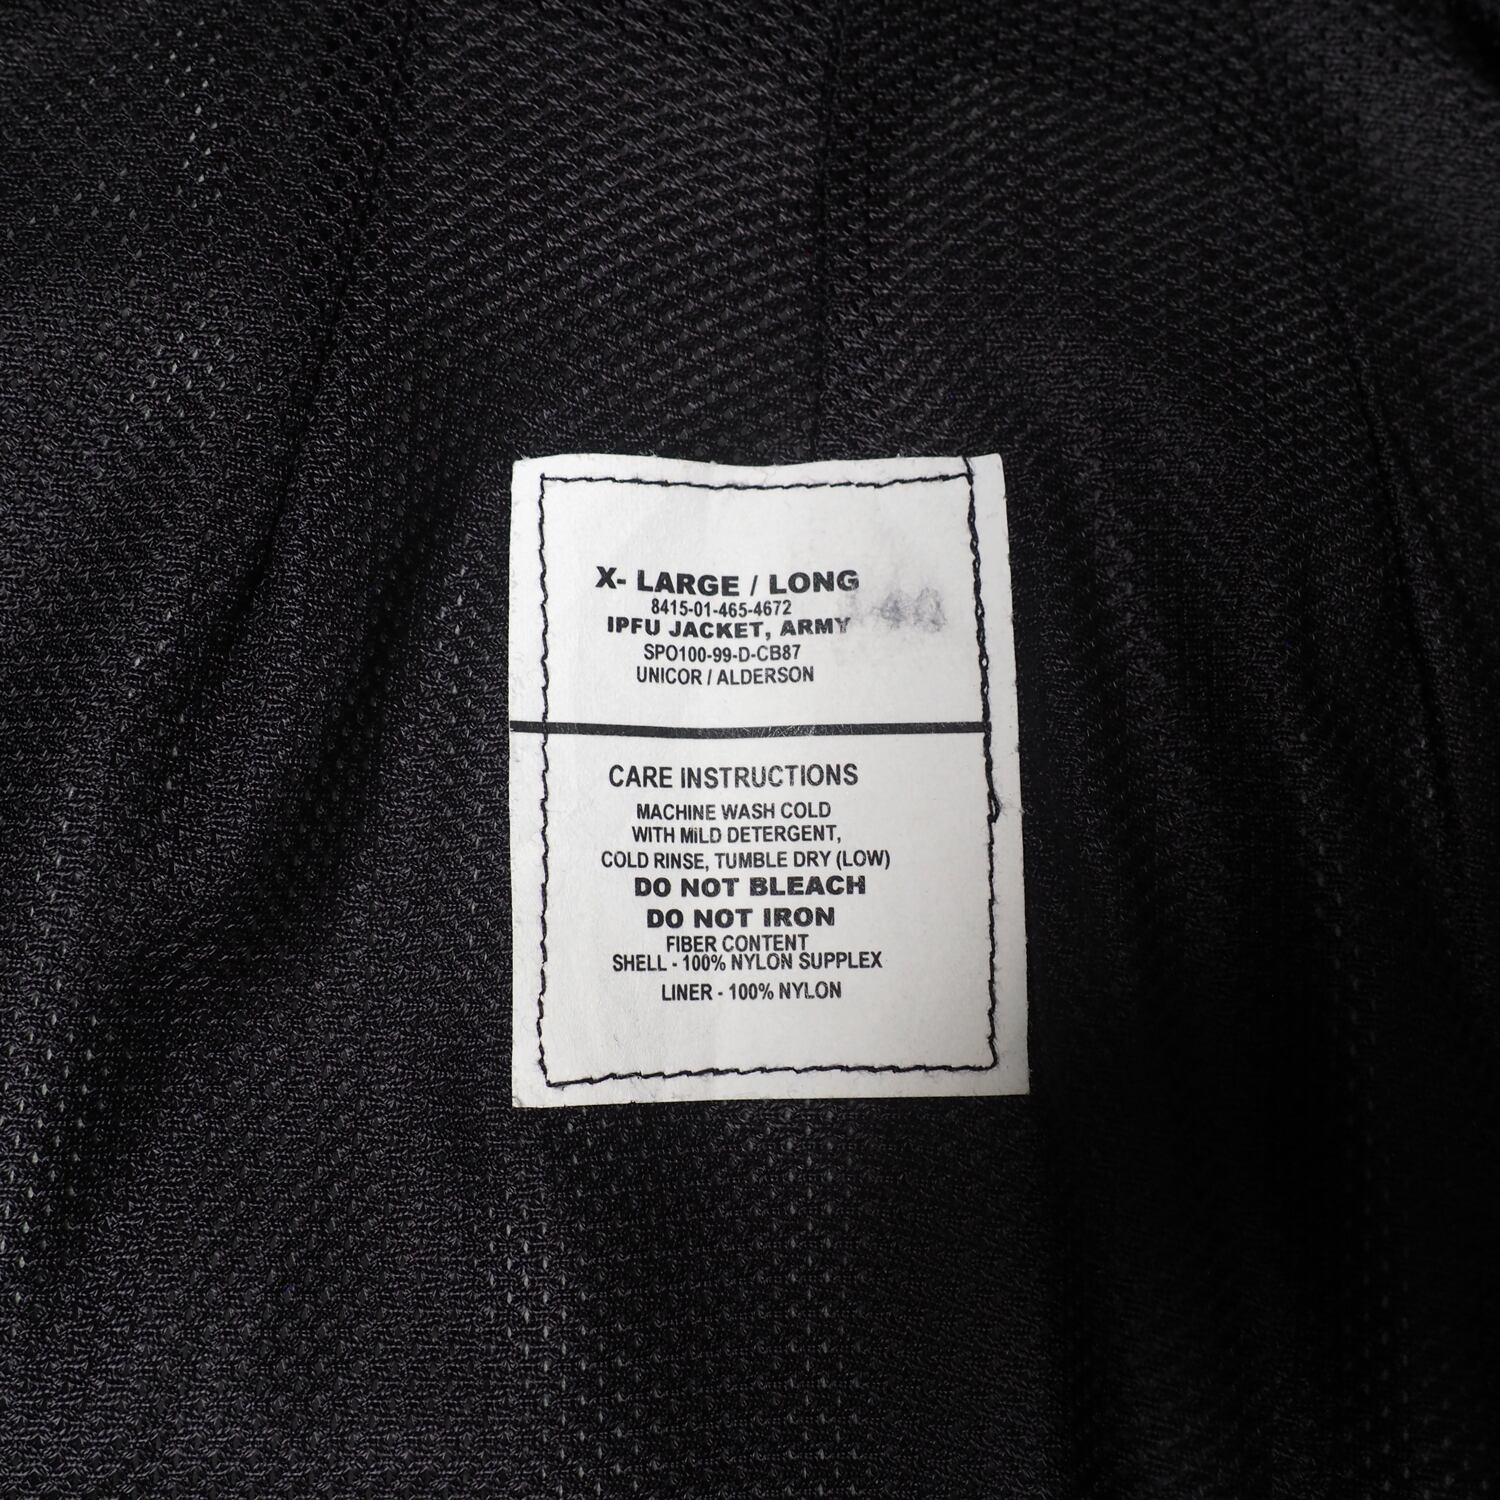 X- LARGE / LONG
8415-01-465-4672
IPFU JACKET, ARMY
SPO100-99-D-CB87
UNICOR / ALDERSON
CARE INSTRUCTIONS
MACHINE WASH COLD
WITH MILD DETERGENT,
COLD RINSE, TUMBLE DRY (LOW)
DO NOT BLEACH
DO NOT IRON
FIBER CONTENT
SHELL - 100% NYLON SUPPLEX
LINER - 100% NYLON